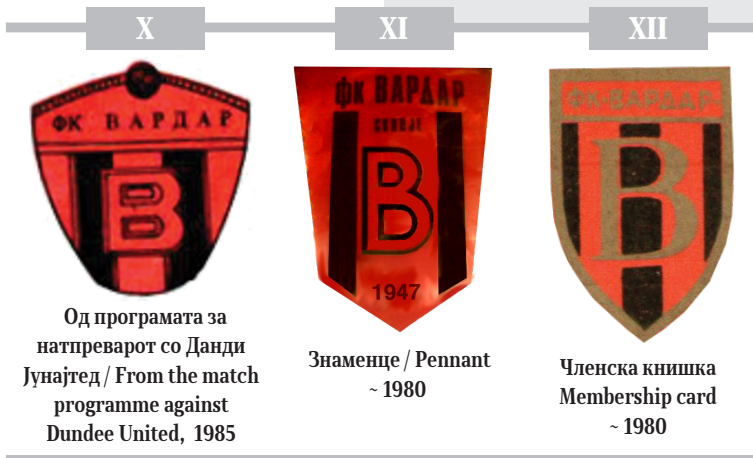 X
XI
XII
ФК ВАРДАР
B
Од програмата за
натпреварот со Данди
Јунајтед / From the match
programme against
Dundee United, 1985
ФК ВАРДАР
СКОПЈЕ
B
1947
Знаменце / Pennant
~ 1980
ФК-ВАРДАР-
B
Членска книшка
Membership card
~ 1980